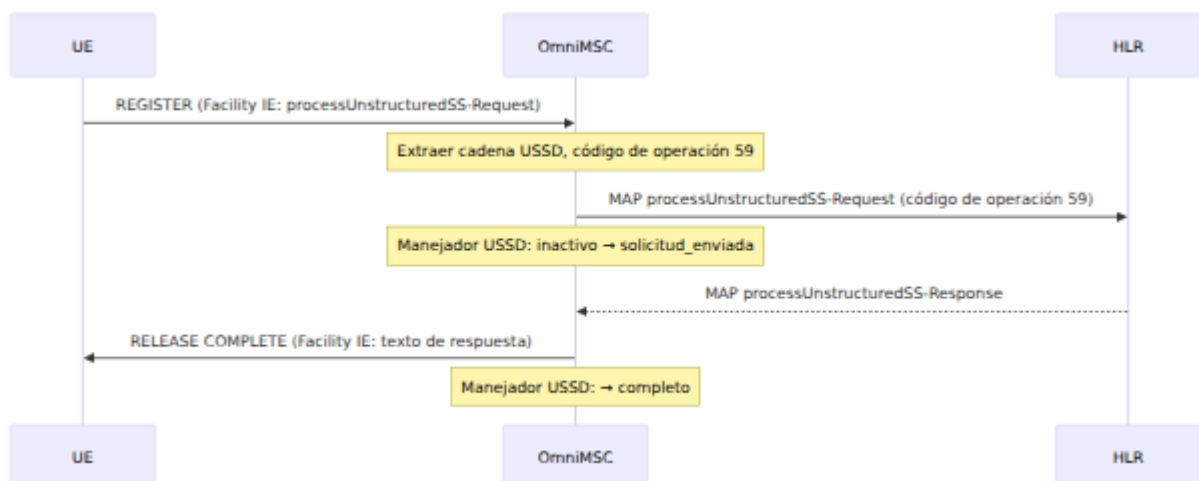 UE OmniMSC HLR
REGISTER (Facility IE: processUnstructuredSS-Request)
Extraer cadena USSD, código de operación 59
MAP processUnstructuredSS-Request (código de operación 59)
Manejador USSD: inactivo → solicitud_enviada
MAP processUnstructuredSS-Response
RELEASE COMPLETE (Facility IE: texto de respuesta)
Manejador USSD: → completo
UE OmniMSC HLR